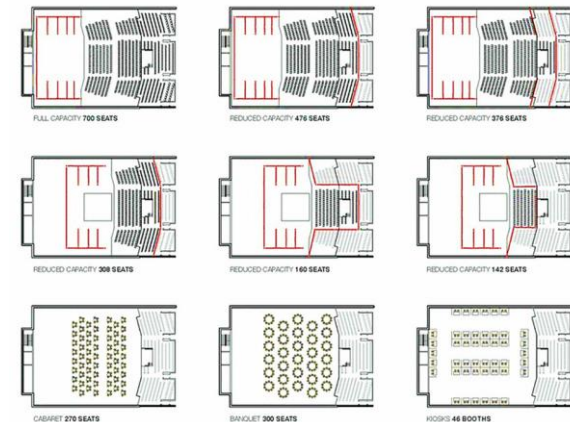 FULL CAPACITY 700 SEATS
REDUCED CAPACITY 476 SEATS
REDUCED CAPACITY 376 SEATS
REDUCED CAPACITY 308 SEATS
REDUCED CAPACITY 160 SEATS
REDUCED CAPACITY 142 SEATS
CABARET 270 SEATS
BANQUET 300 SEATS
KIOSKS 46 BOOTHS